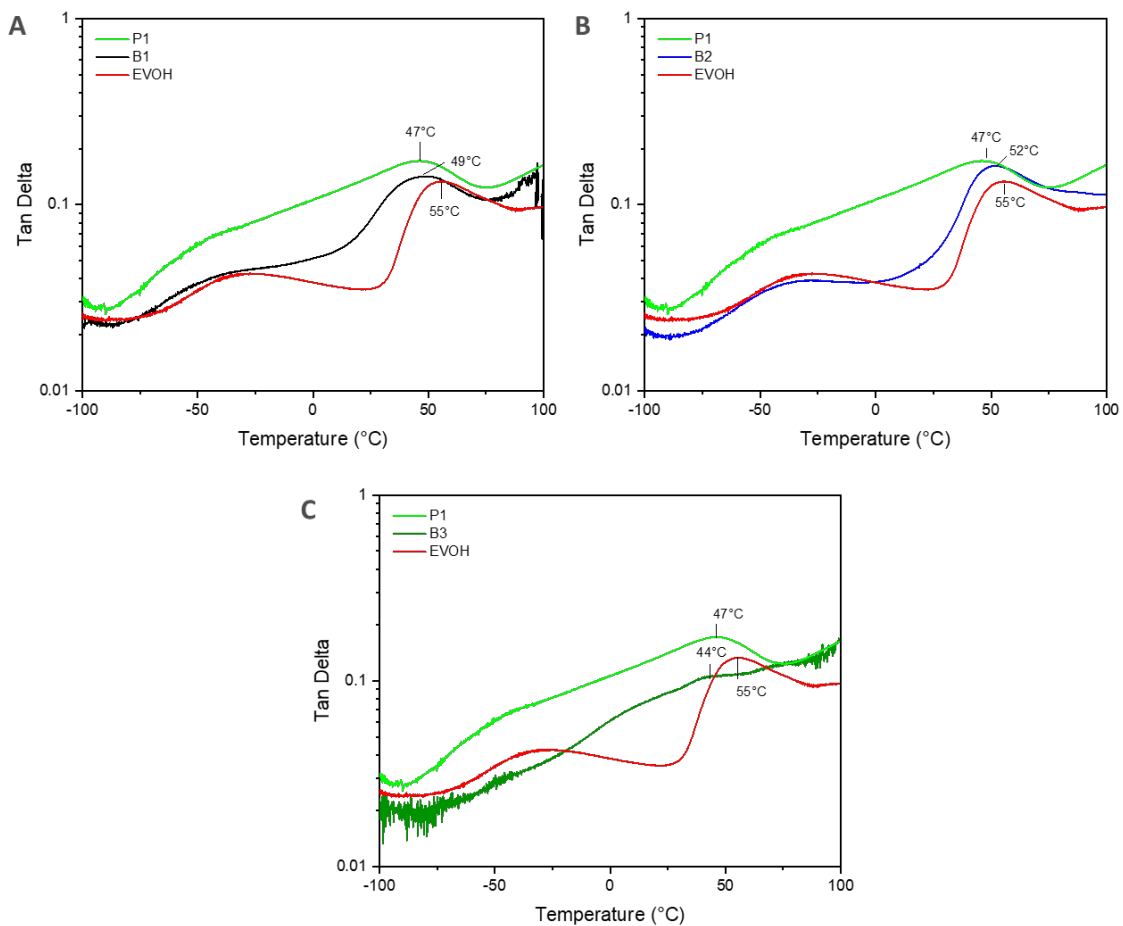 A
P1
B1
EVOH
47°C
49°C
55°C
1
0.1
0.01
Tan Delta
-100
-50
0
50
100
Temperature (°C)
B
P1
B2
EVOH
47°C
52°C
55°C
1
0.1
0.01
Tan Delta
-100
-50
0
50
100
Temperature (°C)
C
P1
B3
EVOH
47°C
44°C
55°C
1
0.1
0.01
Tan Delta
-100
-50
0
50
100
Temperature (°C)